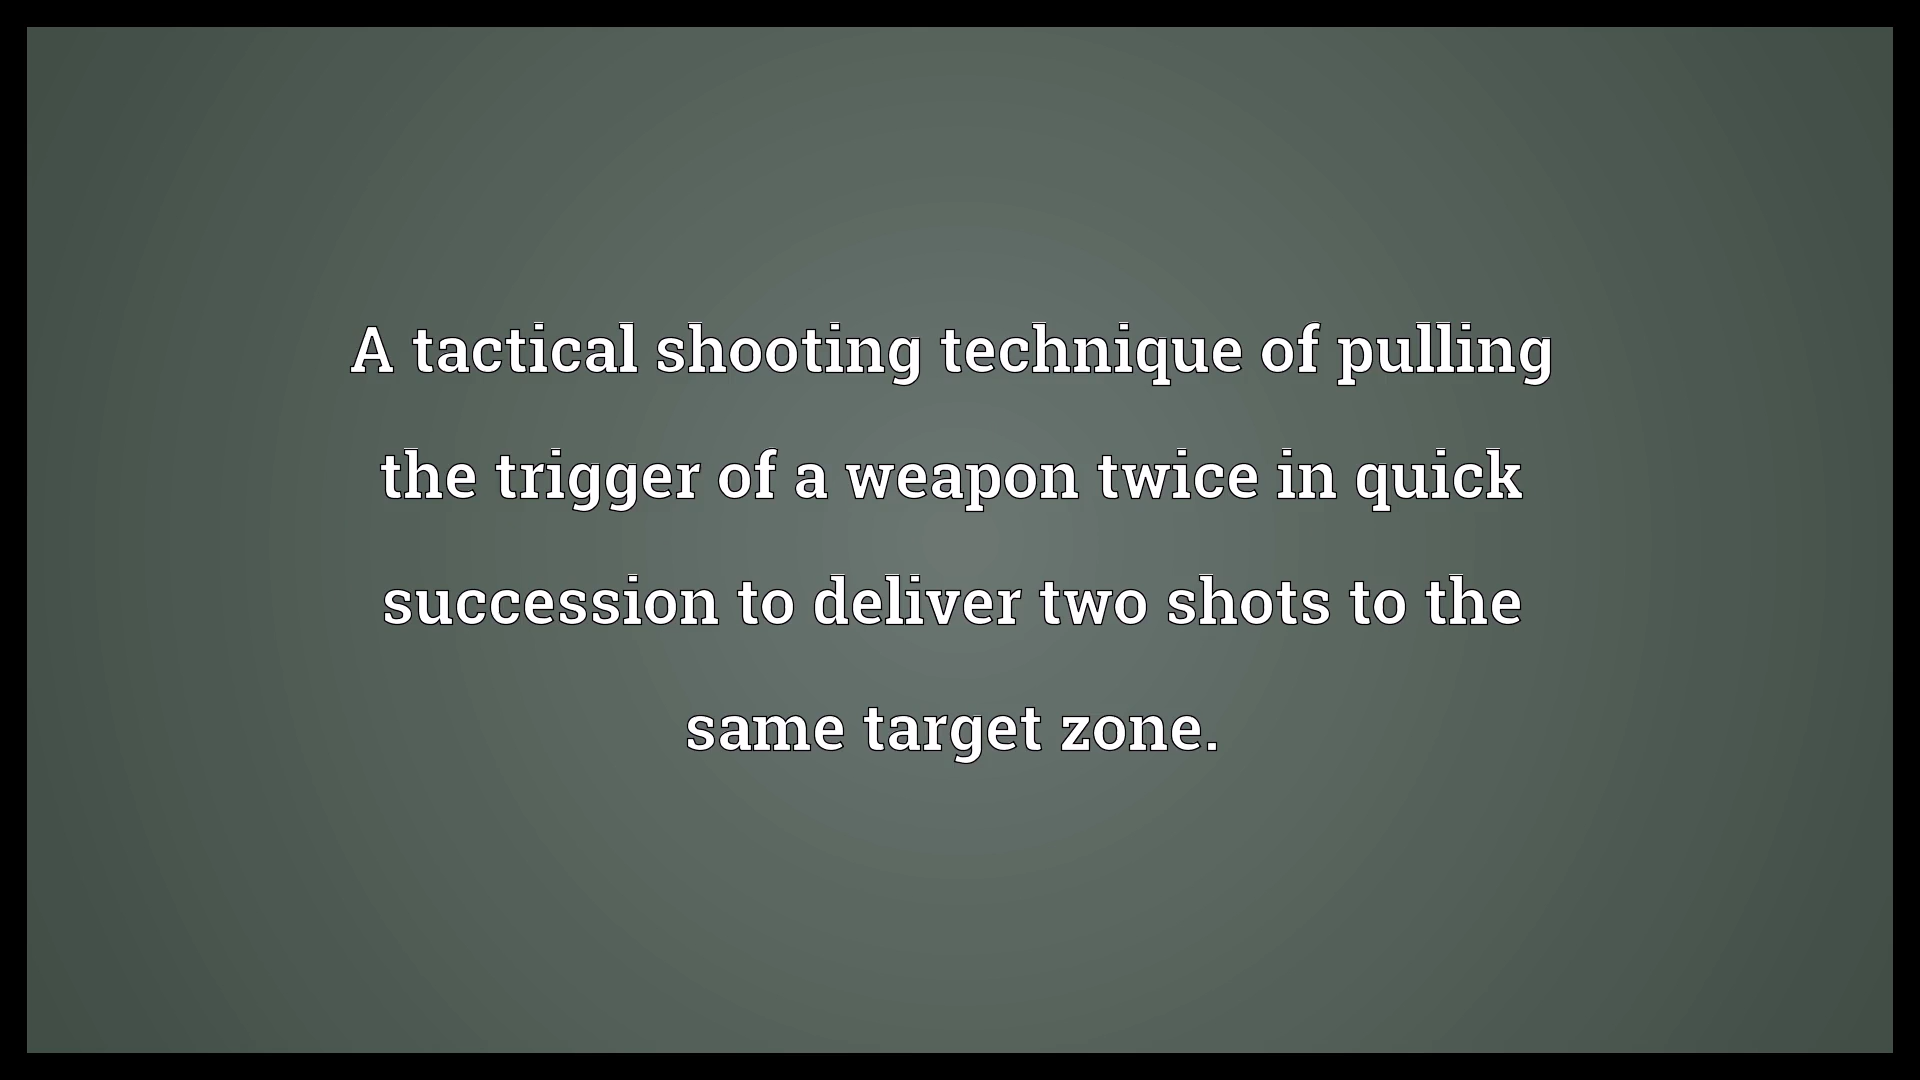 A tactical shooting technique of pulling
the trigger of a weapon twice in quick
succession to deliver two shots to the
same target zone.